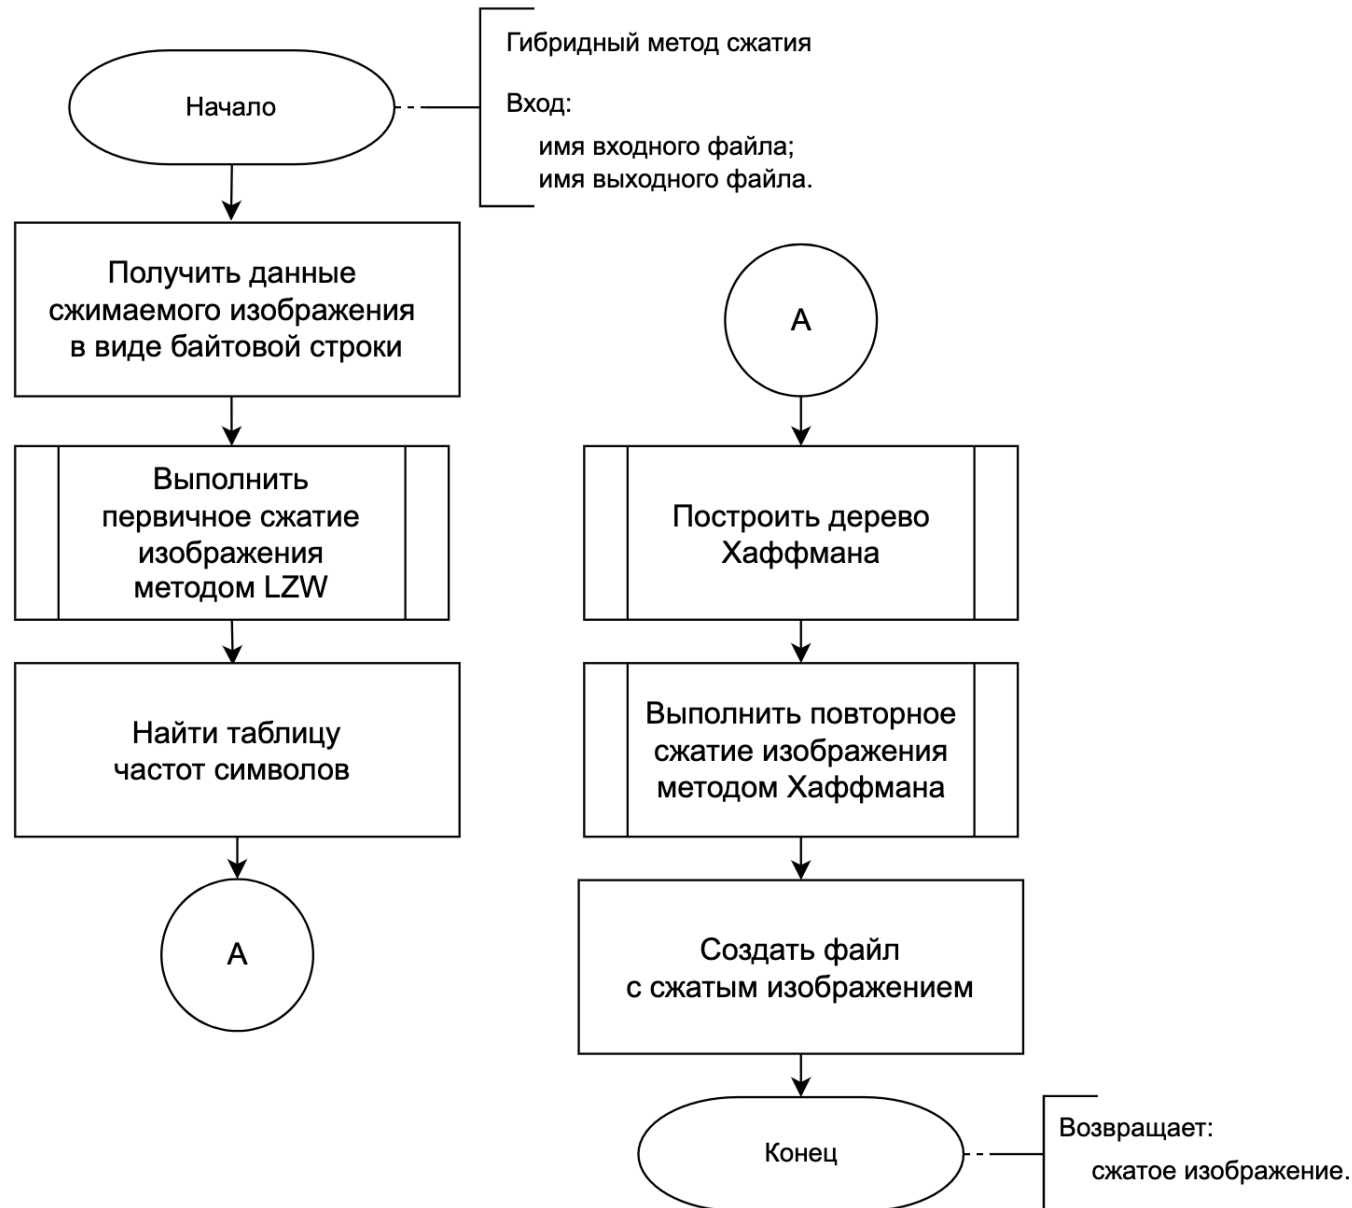 Начало
Гибридный метод сжатия
Вход:
имя входного файла;
имя выходного файла.
Получить данные
сжимаемого изображения
в виде байтовой строки
Выполнить
первичное сжатие
изображения
методом LZW
Найти таблицу
частот символов
А
А
Построить дерево
Хаффмана
Выполнить повторное
сжатие изображения
методом Хаффмана
Создать файл
с сжатым изображением
Конец
Возвращает:
сжатое изображение.